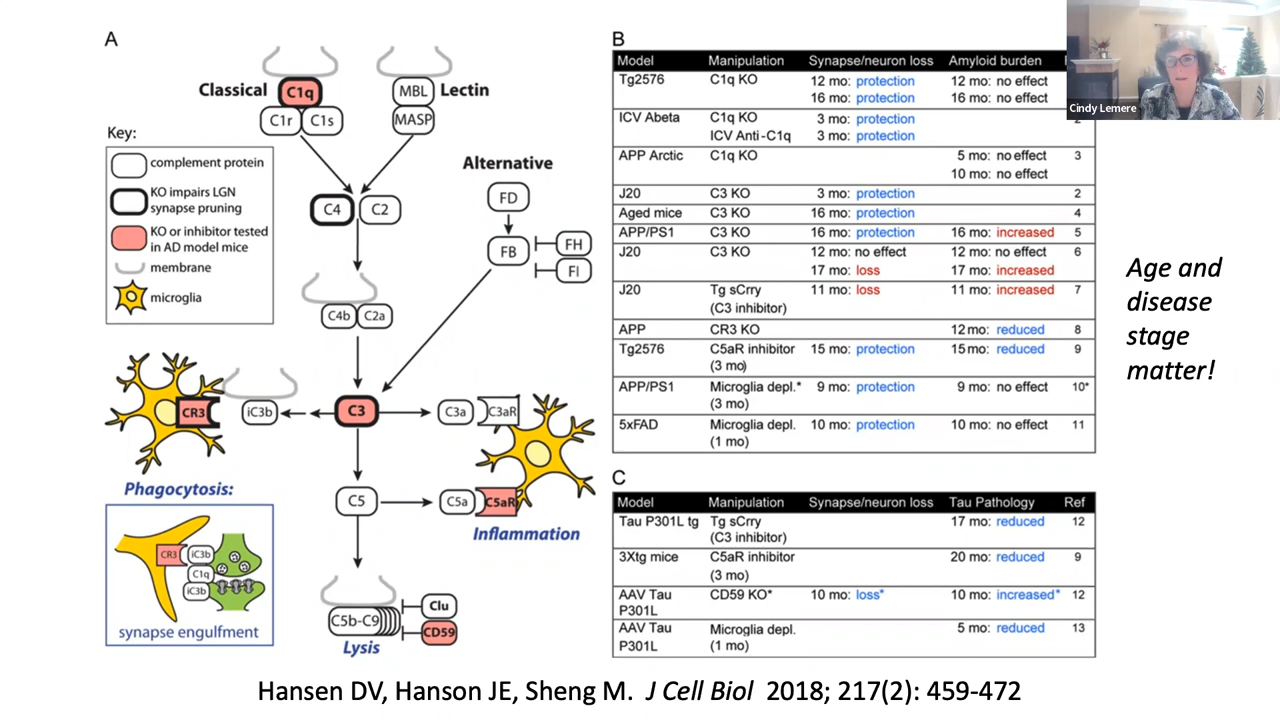 A
Classical
C1q
C1r C1s
MBL
MASP
Lectin
Key:
complement protein
KO impairs LGN
synapse pruning
KO or inhibitor tested
in AD model mice
membrane
microglia
Alternative
FD
FB
FH
FI
C4 C2
C4b C2a
CR3
iC3b
C3
C3a
C3aR
Phagocytosis:
C5
C5a
C5aR
Inflammation
CR3
iC3b
C1q
iC3b
synapse engulfment
C5b-C9
Clu
CD59
Lysis
B
Model Manipulation Synapse/neuron loss Amyloid burden
Tg2576 C1q KO 12 mo: protection 12 mo: no effect
16 mo: protection 16 mo: no effect
ICV Abeta C1q KO 3 mo: protection 2
ICV Anti-C1q 3 mo: protection
APP Arctic C1q KO 5 mo: no effect 3
10 mo: no effect
J20 C3 KO 3 mo: protection 2
Aged mice C3 KO 16 mo: protection 4
APP/PS1 C3 KO 16 mo: protection 16 mo: increased 5
J20 C3 KO 12 mo: no effect 12 mo: no effect 6
17 mo: loss 17 mo: increased
J20 Tg sCrry 11 mo: loss 11 mo: increased 7
(C3 inhibitor)
APP CR3 KO 12 mo: reduced 8
Tg2576 C5aR inhibitor 15 mo: protection 15 mo: reduced 9
(3 mo)
APP/PS1 Microglia depl.* 9 mo: protection 9 mo: no effect 10*
(3 mo)
5xFAD Microglia depl. 10 mo: protection 10 mo: no effect 11
(1 mo)
C
Model Manipulation Synapse/neuron loss Tau Pathology Ref
Tau P301L tg Tg sCrry 17 mo: reduced 12
(C3 inhibitor)
3Xtg mice C5aR inhibitor 20 mo: reduced 9
(3 mo)
AAV Tau CD59 KO* 10 mo: loss* 10 mo: increased* 12
P301L
AAV Tau Microglia depl. 5 mo: reduced 13
P301L (1 mo)
Cindy Lemere
Age and
disease
stage
matter!
Hansen DV, Hanson JE, Sheng M. J Cell Biol 2018; 217(2): 459-472